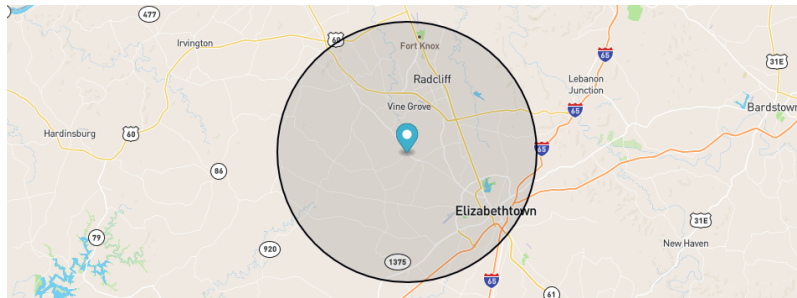 477
Irvington
60
Fort Knox
65
31E
Radcliff
Lebanon
Junction
Vine Grove
65
Bardstown
Hardinsburg
60
65
86
Elizabethtown
31E
79
920
New Haven
1375
65
61